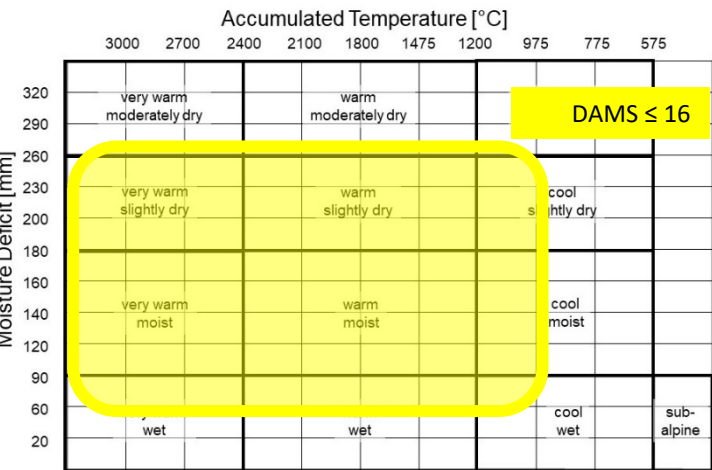 Accumulated Temperature [°C]
3000 2700 2400 2100 1800 1475 1200 975 775 575
Moisture Deficit [mm]
320
290
260
230
200
180
160
140
120
90
60
20
very warm
moderately dry
warm
moderately dry
DAMS ≤ 16
very warm
slightly dry
warm
slightly dry
cool
slightly dry
very warm
moist
warm
moist
cool
moist
wet
wet
cool
wet
sub-
alpine